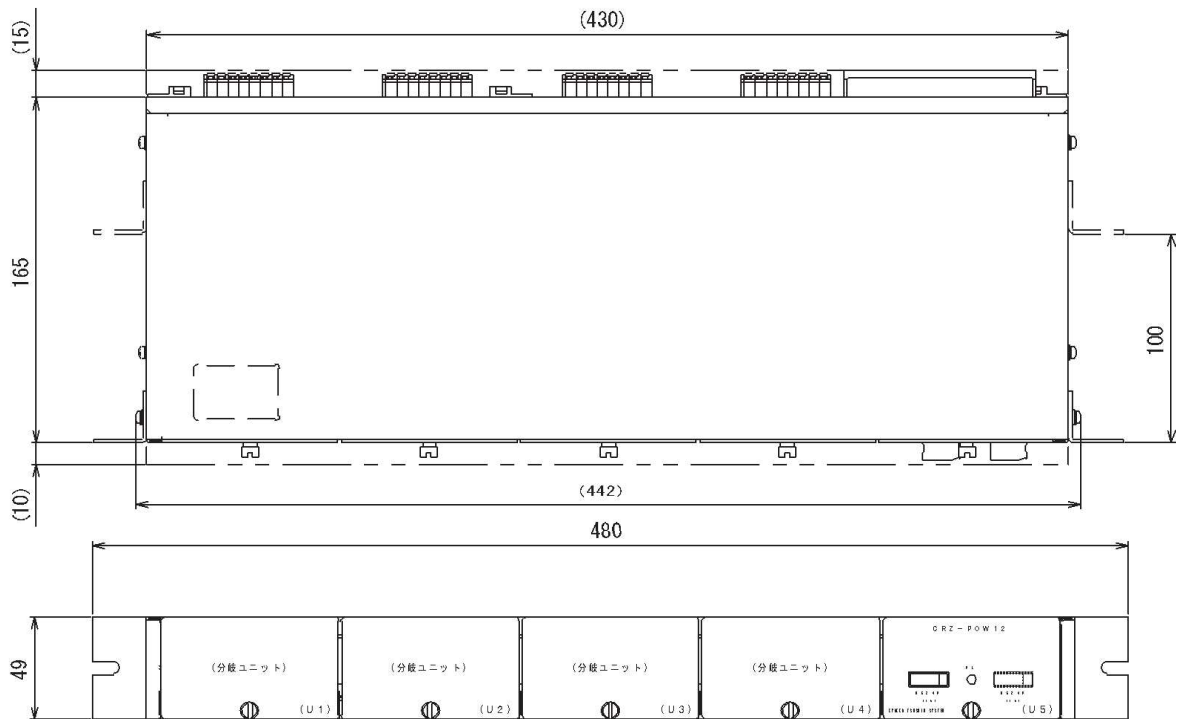 (430)
(15)
165
100
(10)
(442)
480
49
GRZ-POW12
(分岐ユニット)
(分岐ユニット)
(分岐ユニット)
(分岐ユニット)
(U1)
(U2)
(U3)
(U4)
(U5)